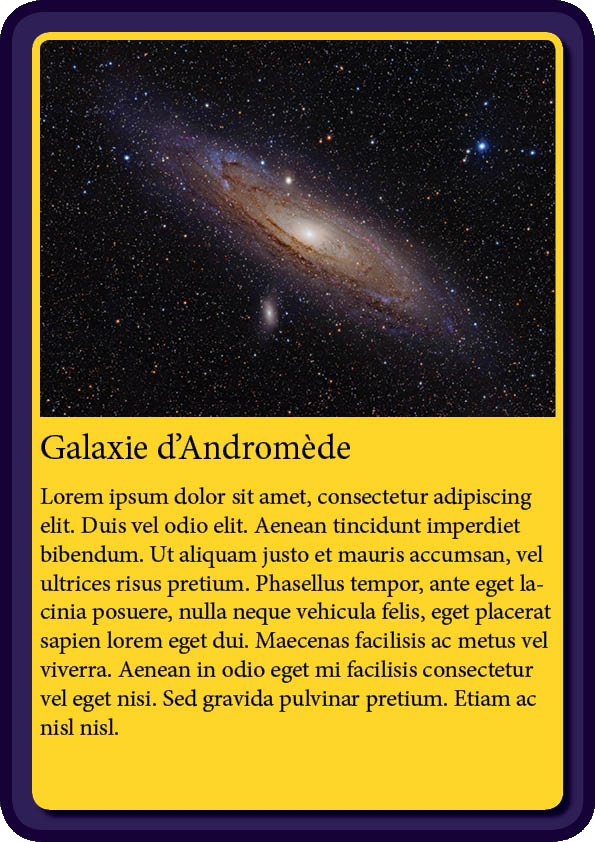 Galaxie d’Andromède
Lorem ipsum dolor sit amet, consectetur adipiscing
elit. Duis vel odio elit. Aenean tincidunt imperdiet
bibendum. Ut aliquam justo et mauris accumsan, vel
ultrices risus pretium. Phasellus tempor, ante eget la-
cinia posuere, nulla neque vehicula felis, eget placerat
sapien lorem eget dui. Maecenas facilisis ac metus vel
viverra. Aenean in odio eget mi facilisis consectetur
vel eget nisi. Sed gravida pulvinar pretium. Etiam ac
nisl nisl.